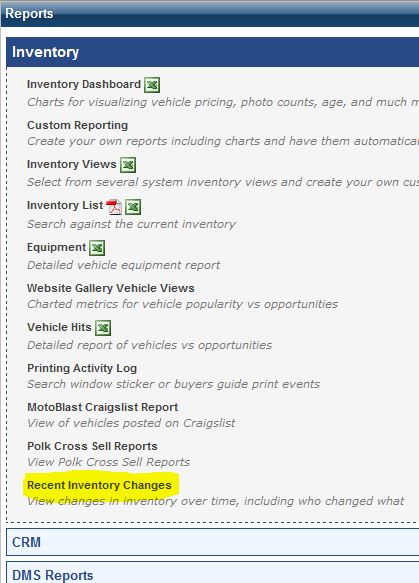 Reports
Inventory
Inventory Dashboard
Charts for visualizing vehicle pricing, photo counts, age, and much m
Custom Reporting
Create your own reports including charts and have them automatica
Inventory Views
Select from several system inventory views and create your own cus
Inventory List
Search against the current inventory
Equipment
Detailed vehicle equipment report
Website Gallery Vehicle Views
Charted metrics for vehicle popularity vs opportunities
Vehicle Hits
Detailed report of vehicles vs opportunities
Printing Activity Log
Search window sticker or buyers guide print events
MotoBlast Craigslist Report
View of vehicles posted on Craigslist
Polk Cross Sell Reports
View Polk Cross Sell Reports
Recent Inventory Changes
View changes in inventory over time, including who changed what
CRM
DMS Reports